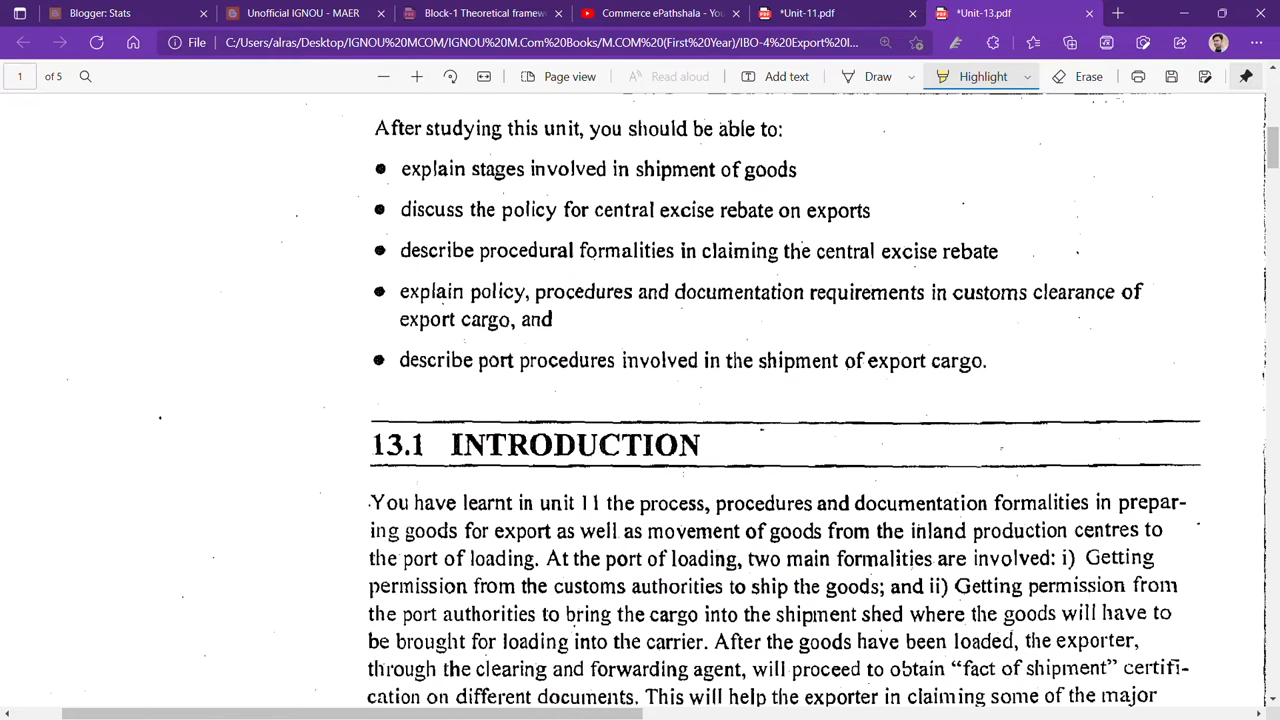 Blogger: Stats
Unofficial IGNOU - MAER
Block-1 Theoretical framew
Commerce ePathshala - You
*Unit-11.pdf
*Unit-13.pdf
File
C:/Users/alras/Desktop/IGNOU%20MCOM/IGNOU%20M.Com%20Books/M.COM%20(First%20Year)/IBO-4%20Export%20I...
1 of 5
Page view
Read aloud
Add text
Draw
Highlight
Erase
After studying this unit, you should be able to:
● explain stages involved in shipment of goods
● discuss the policy for central excise rebate on exports
● describe procedural formalities in claiming the central excise rebate
● explain policy, procedures and documentation requirements in customs clearance of
export cargo, and
● describe port procedures involved in the shipment of export cargo.
13.1 INTRODUCTION
You have learnt in unit 11 the process, procedures and documentation formalities in prepar-
ing goods for export as well as movement of goods from the inland production centres to
the port of loading. At the port of loading, two main formalities are involved: i) Getting
permission from the customs authorities to ship the goods; and ii) Getting permission from
the port authorities to bring the cargo into the shipment shed where the goods will have to
be brought for loading into the carrier. After the goods have been loaded, the exporter,
through the clearing and forwarding agent, will proceed to obtain “fact of shipment” certifi-
cation on different documents. This will help the exporter in claiming some of the major